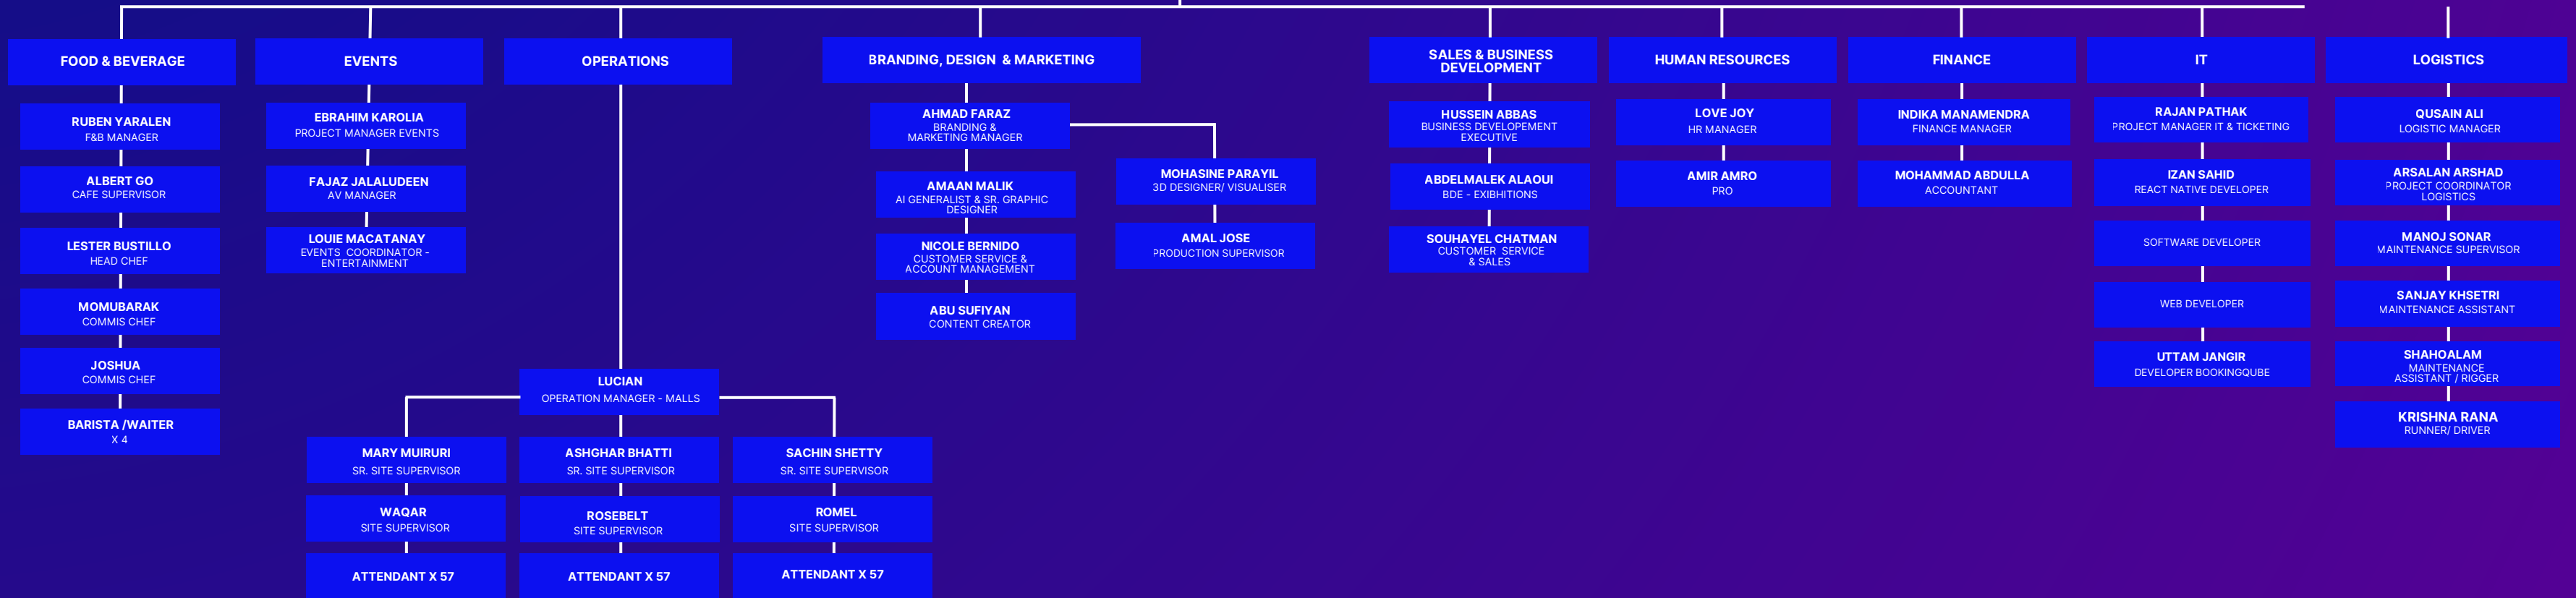 FOOD & BEVERAGE
RUBEN YARALEN
F&B MANAGER
ALBERT GO
CAFE SUPERVISOR
LESTER BUSTILLO
HEAD CHEF
MOMUBARAK
COMMIS CHEF
JOSHUA
COMMIS CHEF
BARISTA /WAITER
X 4
EVENTS
EBRAHIM KAROLIA
PROJECT MANAGER EVENTS
FAJAZ JALALUDEEN
AV MANAGER
LOUIE MACATANAY
EVENTS COORDINATOR -
ENTERTAINMENT
OPERATIONS
LUCIAN
OPERATION MANAGER - MALLS
MARY MUIRURI
SR. SITE SUPERVISOR
WAQAR
SITE SUPERVISOR
ATTENDANT X 57
ASHGHAR BHATTI
SR. SITE SUPERVISOR
ROSEBELT
SITE SUPERVISOR
ATTENDANT X 57
SACHIN SHETTY
SR. SITE SUPERVISOR
ROMEL
SITE SUPERVISOR
ATTENDANT X 57
BRANDING, DESIGN & MARKETING
AHMAD FARAZ
BRANDING &
MARKETING MANAGER
AMAAN MALIK
AI GENERALIST & SR. GRAPHIC
DESIGNER
NICOLE BERNIDO
CUSTOMER SERVICE &
ACCOUNT MANAGEMENT
ABU SUFIYAN
CONTENT CREATOR
MOHASINE PARAYIL
3D DESIGNER/ VISUALISER
AMAL JOSE
PRODUCTION SUPERVISOR
SALES & BUSINESS
DEVELOPMENT
HUSSEIN ABBAS
BUSINESS DEVELOPEMENT
EXECUTIVE
ABDELMALEK ALAOUI
BDE - EXIBHITIONS
SOUHAYEL CHATMAN
CUSTOMER SERVICE
& SALES
HUMAN RESOURCES
LOVE JOY
HR MANAGER
AMIR AMRO
PRO
FINANCE
INDIKA MANAMENDRA
FINANCE MANAGER
MOHAMMAD ABDULLA
ACCOUNTANT
IT
RAJAN PATHAK
PROJECT MANAGER IT & TICKETING
IZAN SAHID
REACT NATIVE DEVELOPER
SOFTWARE DEVELOPER
WEB DEVELOPER
UTTAM JANGIR
DEVELOPER BOOKINGQUBE
LOGISTICS
QUSAIN ALI
LOGISTIC MANAGER
ARSALAN ARSHAD
PROJECT COORDINATOR
LOGISTICS
MANOJ SONAR
MAINTENANCE SUPERVISOR
SANJAY KHSETRI
MAINTENANCE ASSISTANT
SHAHOALAM
MAINTENANCE
ASSISTANT / RIGGER
KRISHNA RANA
RUNNER/ DRIVER